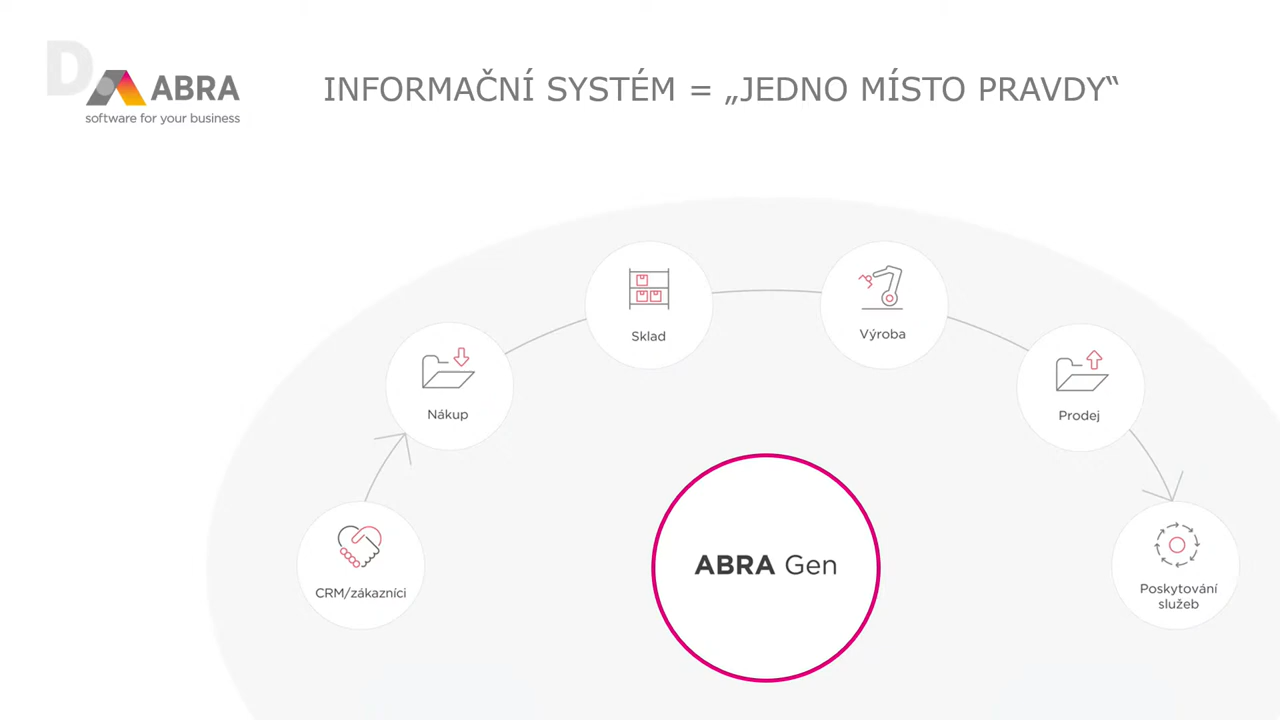 D
ABRA
software for your business
INFORMAČNÍ SYSTÉM = „JEDNO MÍSTO PRAVDY“
Sklad
Výroba
Nákup
Prodej
ABRA Gen
CRM/zákazníci
Poskytování
služeb